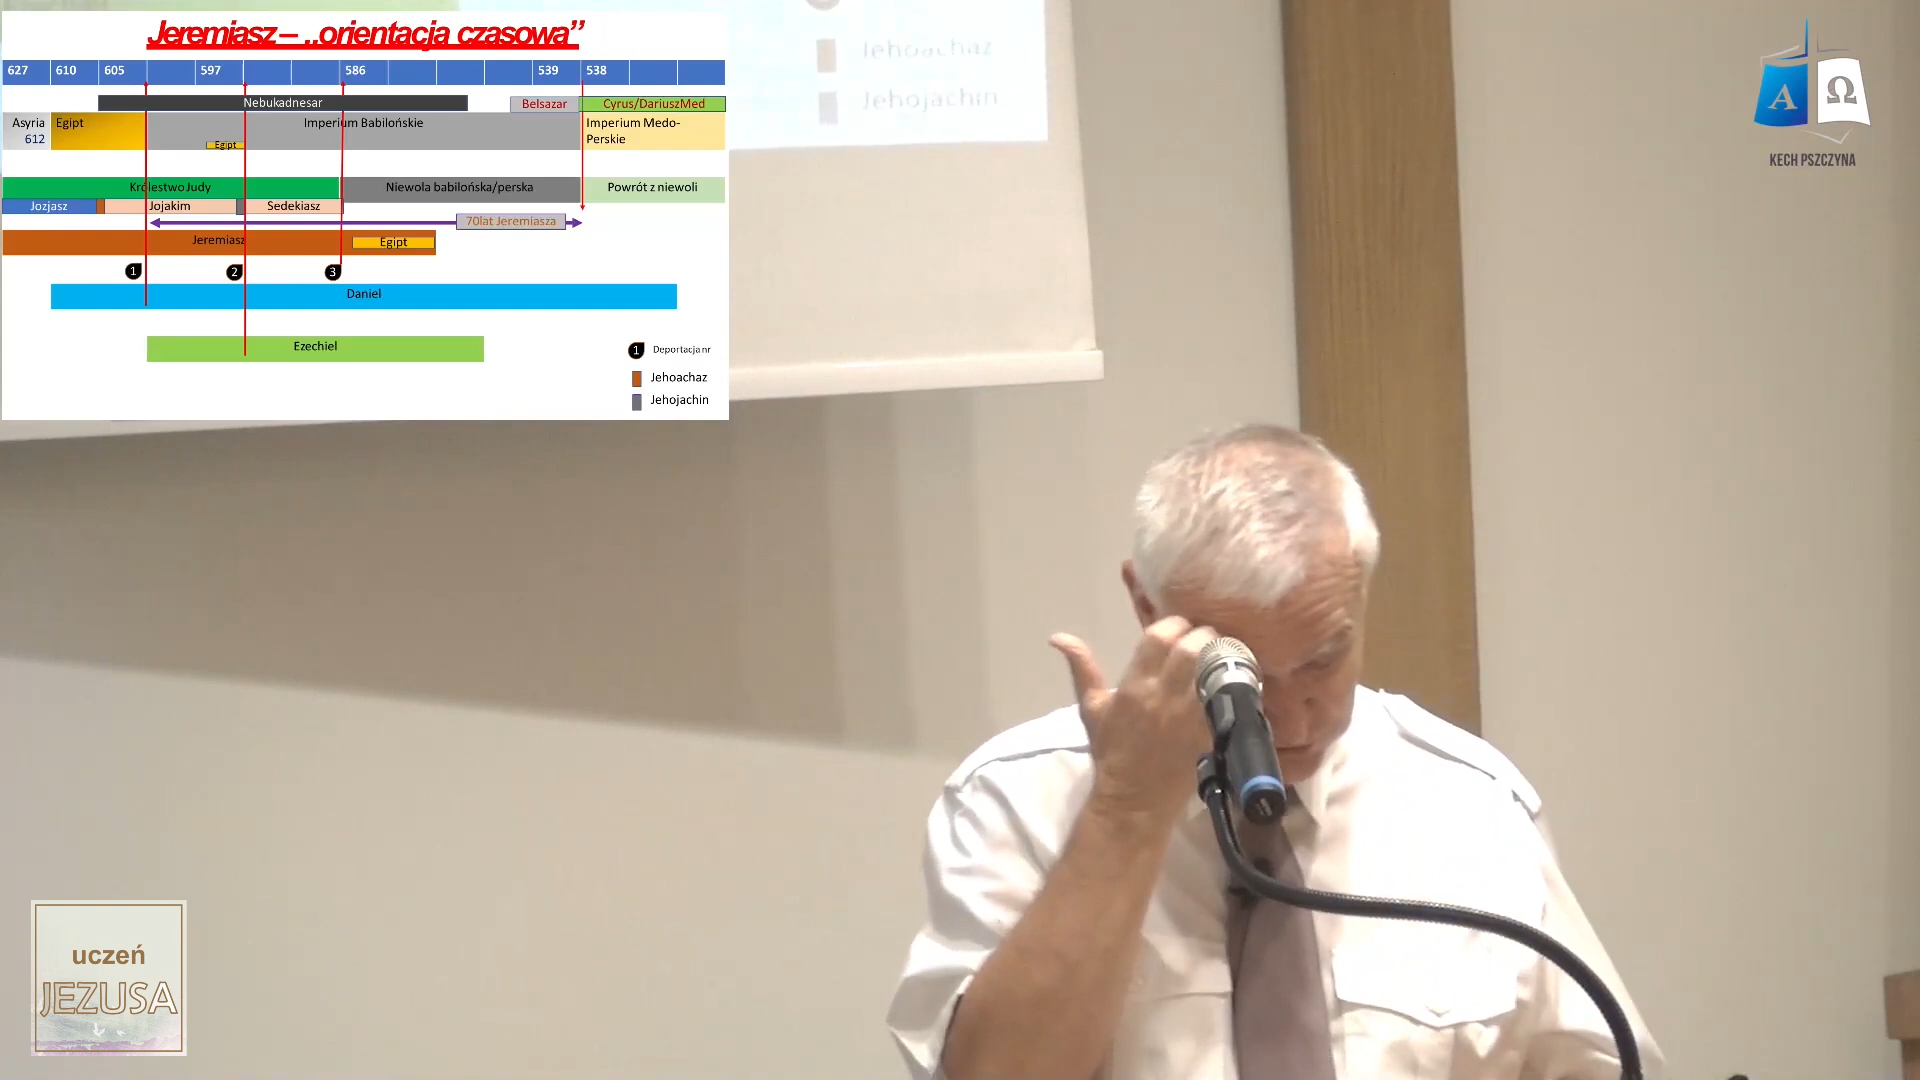 Jeremiasz – „orientacja czasowa”
627 610 605 597 586 539 538
Nebukadnesar Belsazar Cyrus/DariuszMed
Asyria
612
Egipt
Imperium Babilońskie
Imperium Medo-
Perskie
Egipt
Królestwo Judy Niewola babilońska/perska Powrót z niewoli
Jozjasz Jojakim Sedekiasz
70lat Jeremiasza
Jeremiasz Egipt
1 2 3
Daniel
Ezechiel
1 Deportacja nr
Jehoachaz
Jehojachin
Jehoachaz
Jehojachin
A Ω
KECH PSZCZYNA
uczeń
JEZUSA